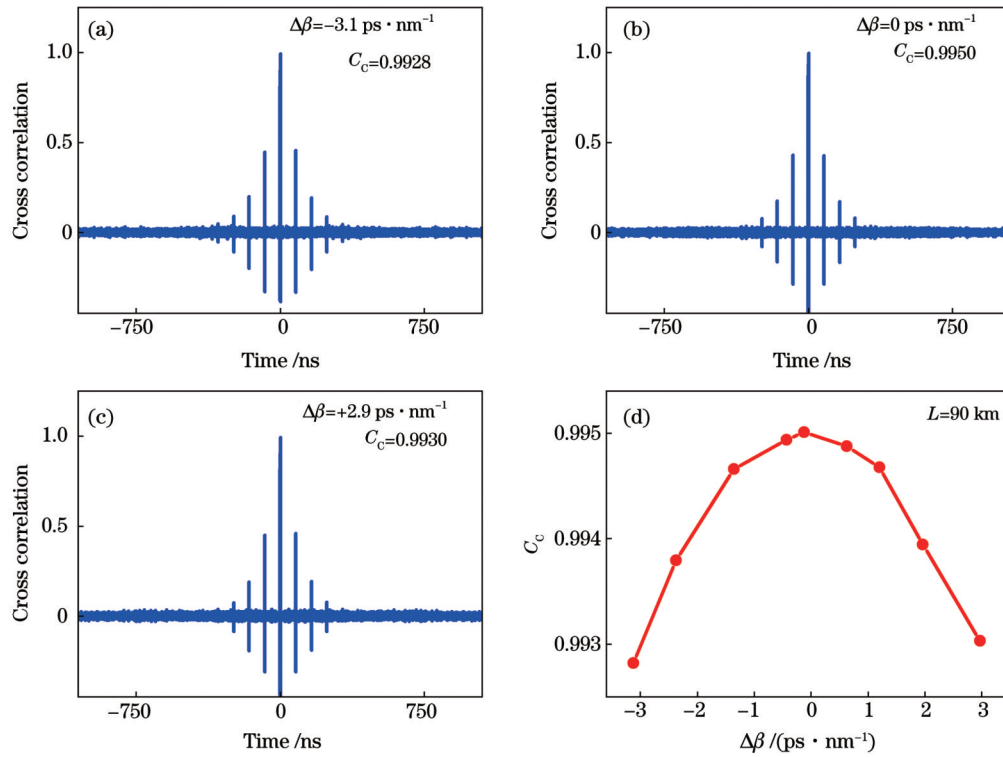 (a)
Δβ=−3.1 ps·nm⁻¹
C_C=0.9928
Cross correlation
1.0
0.5
0
−750
0
750
Time /ns
(b)
Δβ=0 ps·nm⁻¹
C_C=0.9950
Cross correlation
1.0
0.5
0
−750
0
750
Time /ns
(c)
Δβ=+2.9 ps·nm⁻¹
C_C=0.9930
Cross correlation
1.0
0.5
0
−750
0
750
Time /ns
(d)
L=90 km
C_c
0.995
0.994
0.993
−3
−2
−1
0
1
2
3
Δβ /(ps·nm⁻¹)